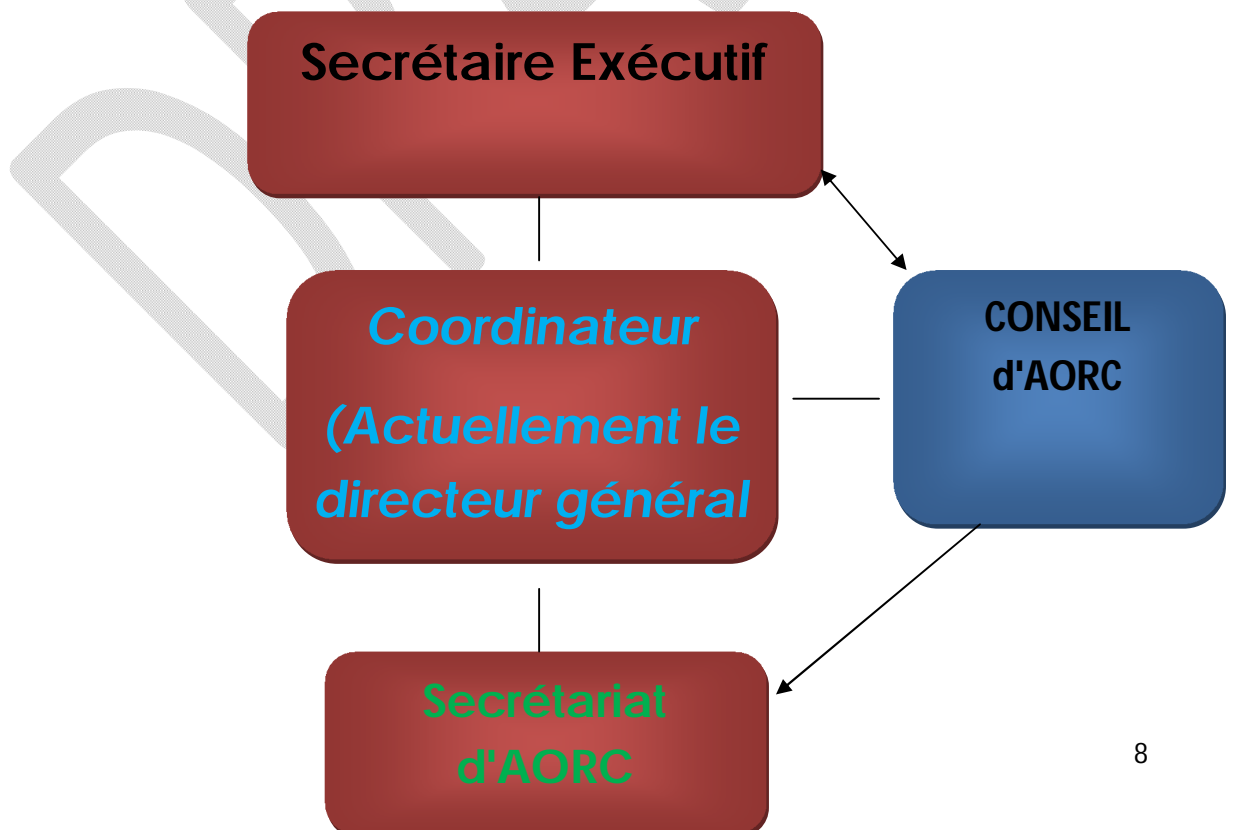 Secrétaire Exécutif
Coordinateur
(Actuellement le
directeur général
CONSEIL
d'AORC
Secrétariat
d'AORC
8